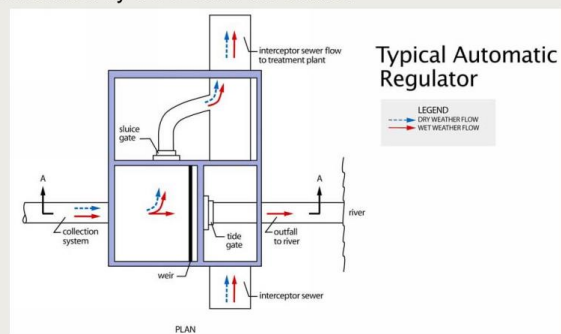 interceptor sewer flow
to treatment plant
Typical Automatic
Regulator
LEGEND
DRY WEATHER FLOW
WET WEATHER FLOW
sluice
gate
A
A
collection
system
tide
gate
outfall
to river
river
weir
interceptor sewer
PLAN